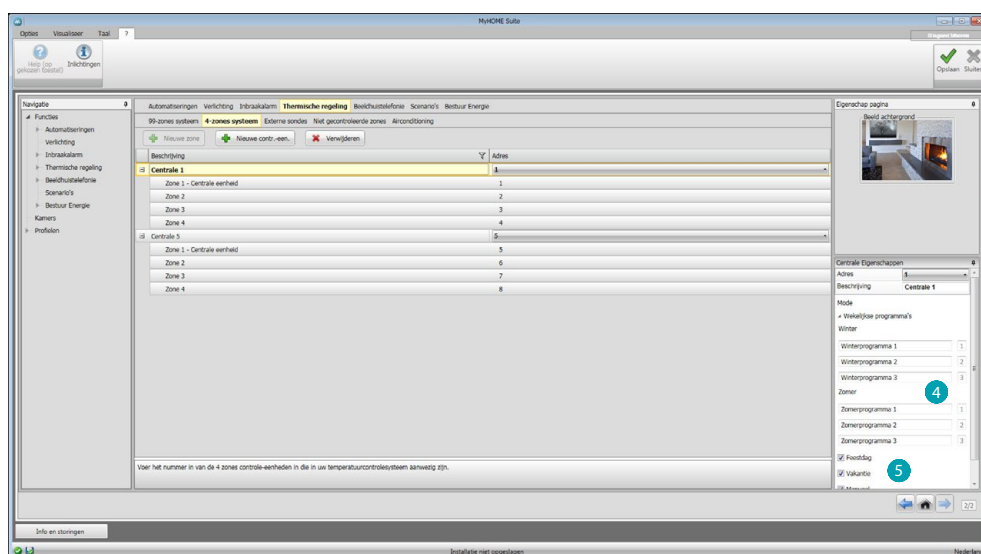 MyHOME Suite
Opties Visualiseer Taal ?
Help (op gekozen toestel)
Inlichtingen
Opslaan Sluiten
Navigatie
Functies
Automatiseringen
Verlichting
Inbraakalarm
Thermische regeling
Beeldhuistelefonie
Scenario's
Bestuur Energie
Kamers
Profielen
Automatiseringen Verlichting Inbraakalarm Thermische regeling Beeldhuistelefonie Scenario's Bestuur Energie
99-zones systeem 4-zones systeem Externe sondes Niet gecontroleerde zones Airconditioning
Nieuwe zone Nieuwe contr.-een. Verwijderen
Beschrijving Adres
Centrale 1 1
Zone 1 - Centrale eenheid 1
Zone 2 2
Zone 3 3
Zone 4 4
Centrale 5 5
Zone 1 - Centrale eenheid 5
Zone 2 6
Zone 3 7
Zone 4 8
Voer het nummer in van de 4 zones controle-eenheden in die in uw temperatuurcontrolesysteem aanwezig zijn.
Eigenschap pagina
Beeld achtergrond
Centrale Eigenschappen
Adres 1
Beschrijving Centrale 1
Mode
Wekelijkse programma's
Winter
Winterprogramma 1 1
Winterprogramma 2 2
Winterprogramma 3 3
Zomer
4
Zomerprogramma 1 1
Zomerprogramma 2 2
Zomerprogramma 3 3
Feestdag
Vakantie
5
2/2
Info en storingen
Installatie niet opgeslagen
Nederland